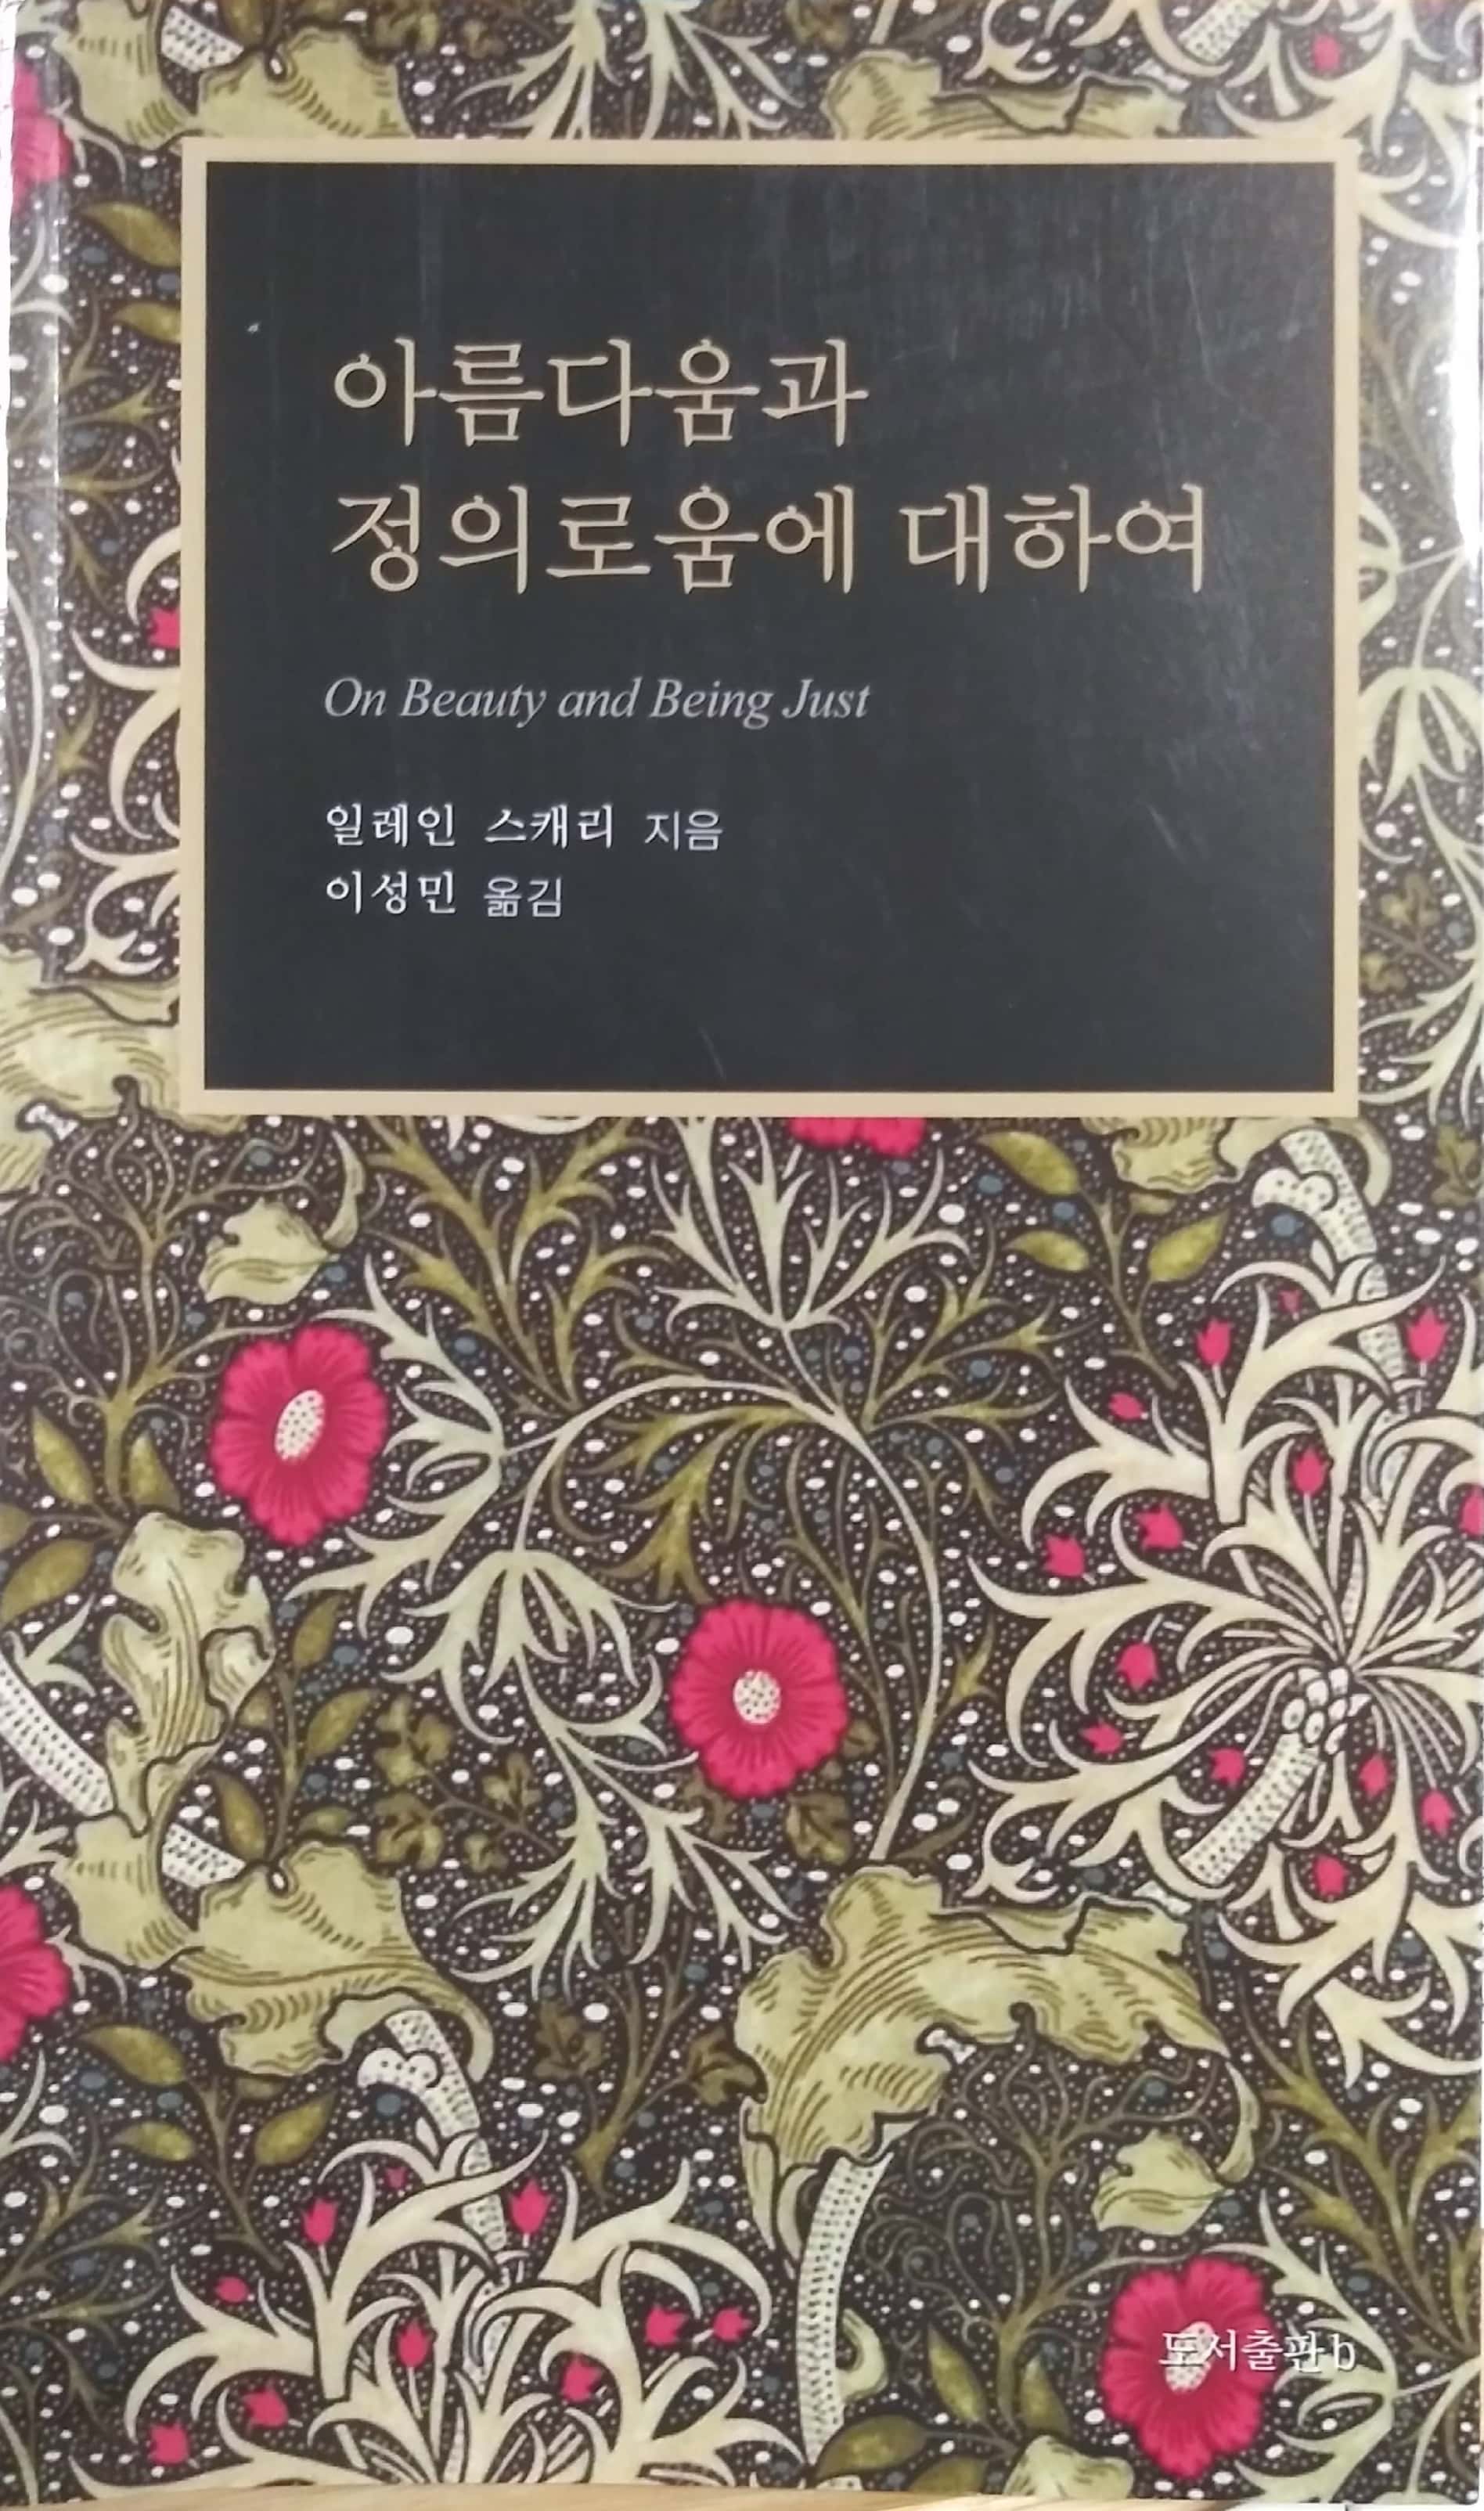 아름다움과
정의로움에 대하여
On Beauty and Being Just
일레인 스캐리 지음
이성민 옮김
도서출판 b